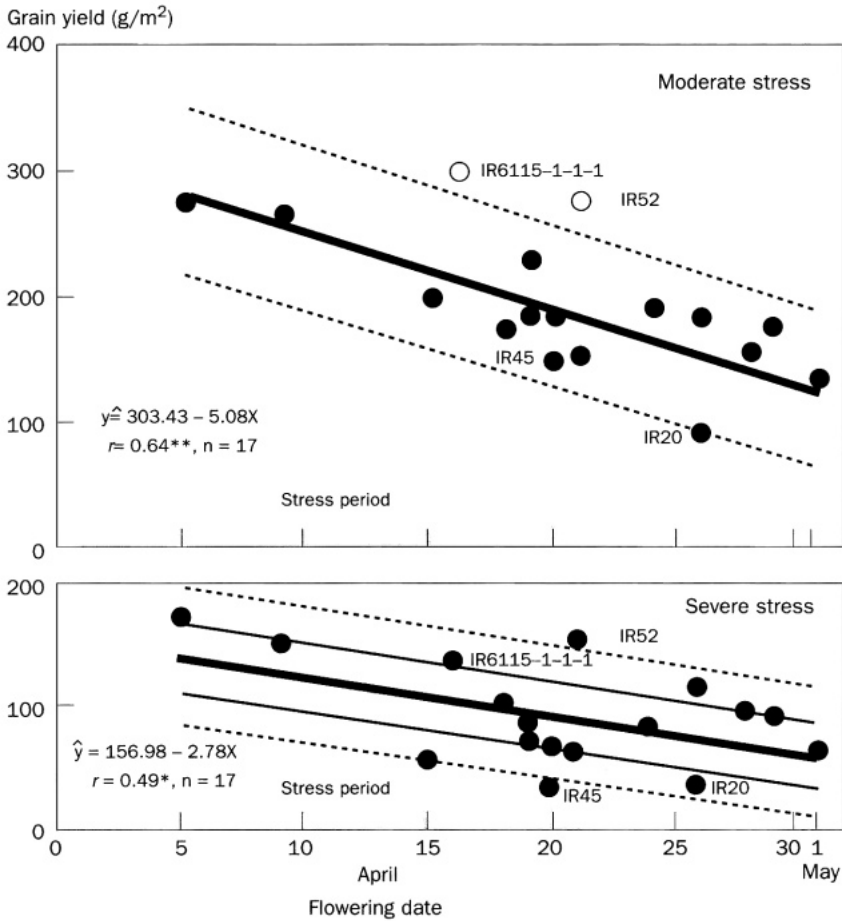 Grain yield (g/m²)
400
Moderate stress
300
IR6115–1–1–1
IR52
200
IR45
ŷ= 303.43 – 5.08X
IR20
100
r= 0.64**, n = 17
Stress period
0
200
Severe stress
IR52
IR6115–1–1–1
100
ŷ = 156.98 – 2.78X
r = 0.49*, n = 17
Stress period
IR45
IR20
0
0 5 10 15 20 25 30 1
April
May
Flowering date